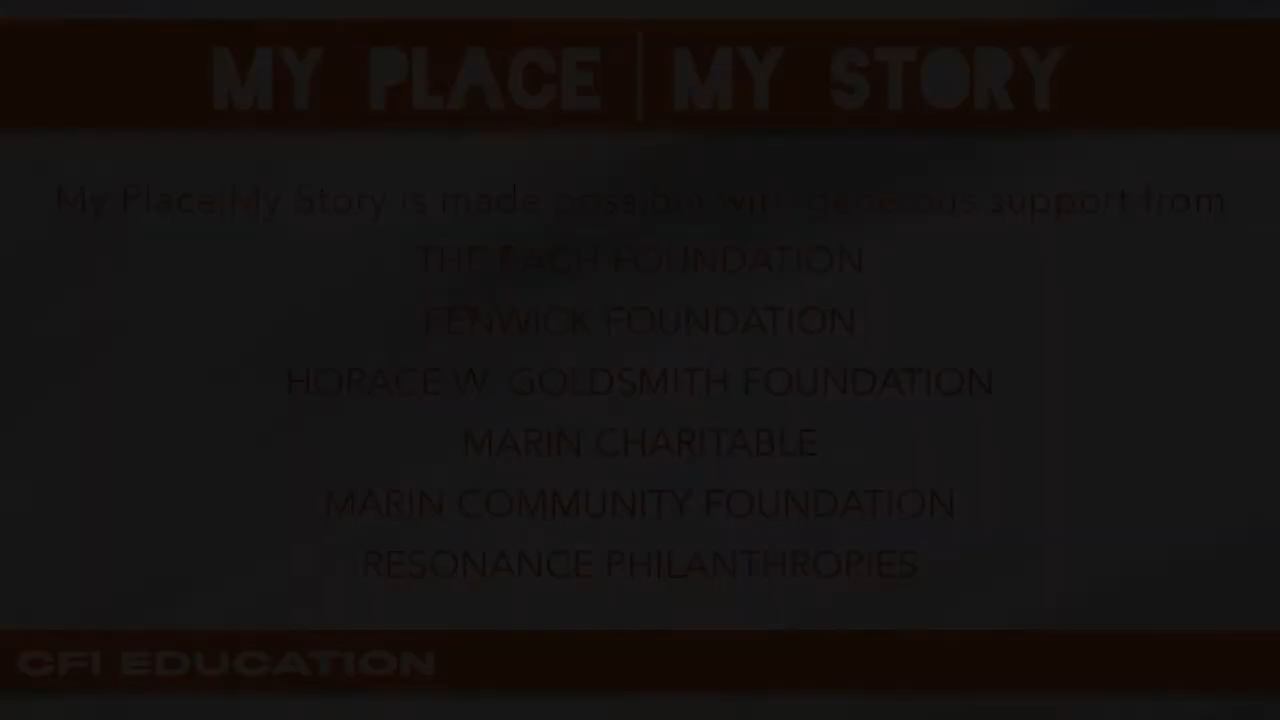 MY PLACE | MY STORY
My Place|My Story is made possible with generous support from
THE BACH FOUNDATION
FENWICK FOUNDATION
HORACE W. GOLDSMITH FOUNDATION
MARIN CHARITABLE
MARIN COMMUNITY FOUNDATION
RESONANCE PHILANTHROPIES
CFI EDUCATION